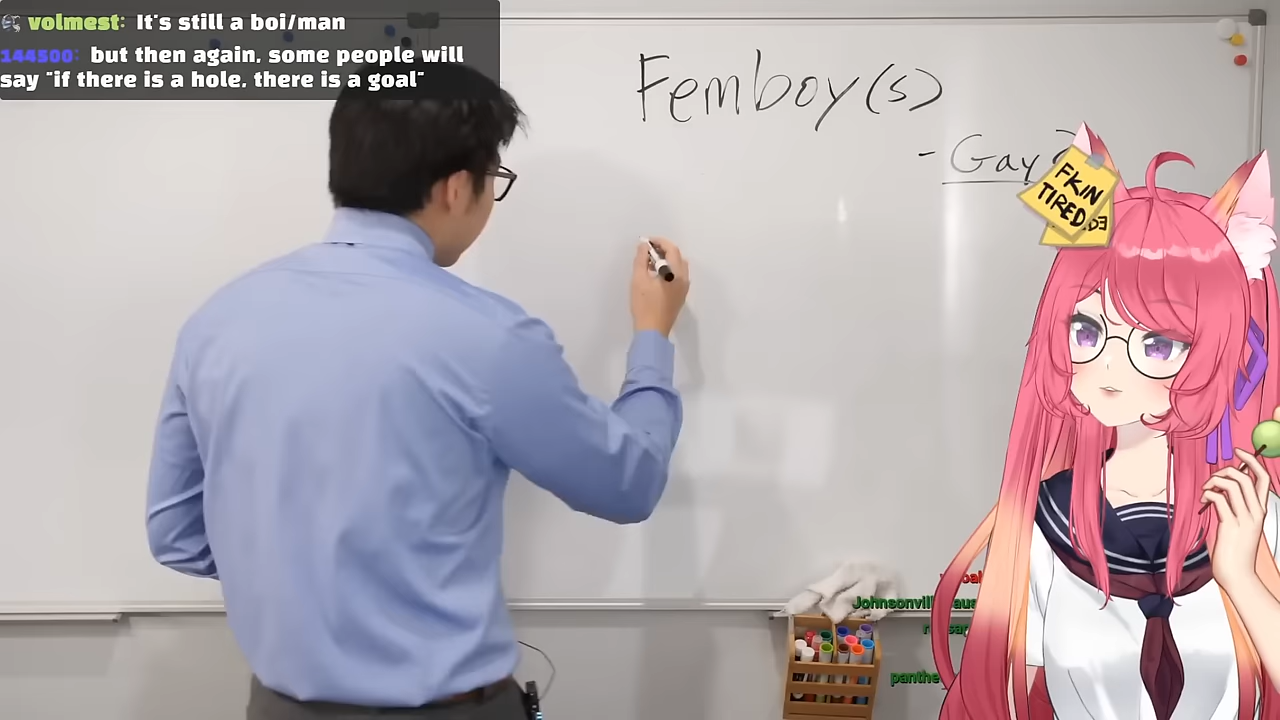 volmest: It's still a boi/man
144500: but then again, some people will
say "if there is a hole, there is a goal"
Femboy(s)
- Gay?
FKIN
TIRED
panthe